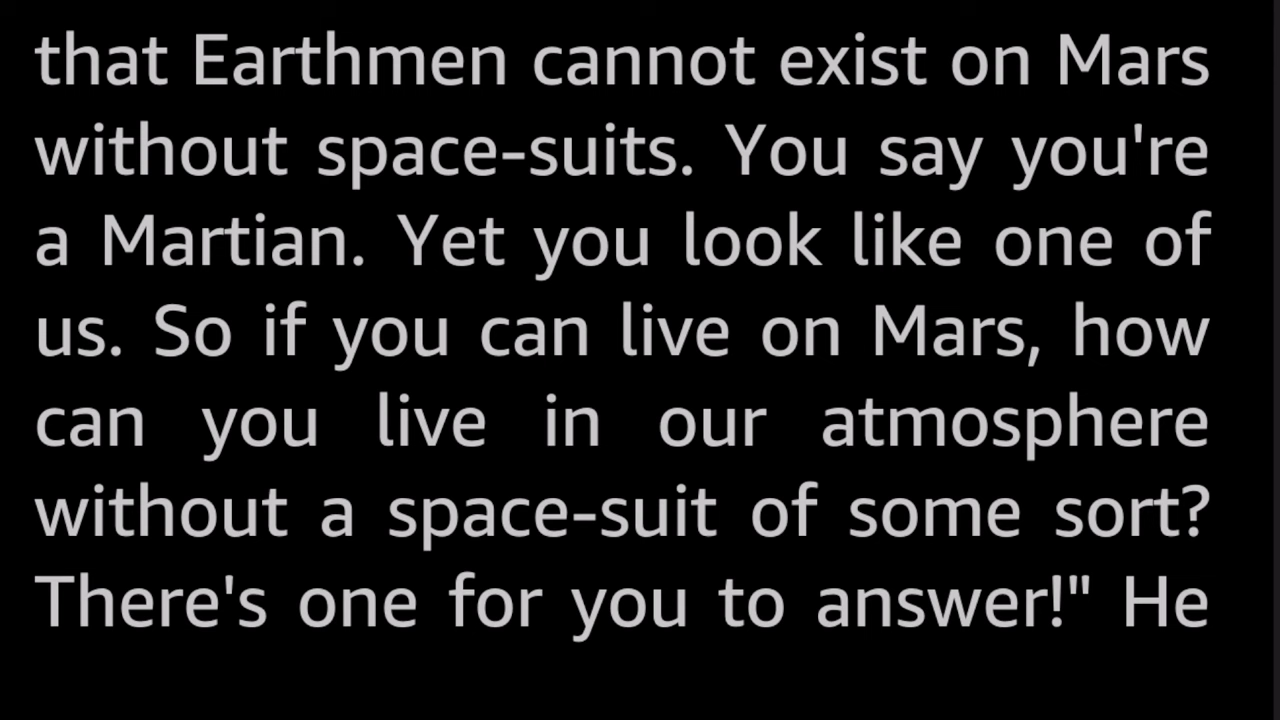 that Earthmen cannot exist on Mars
without space-suits. You say you're
a Martian. Yet you look like one of
us. So if you can live on Mars, how
can you live in our atmosphere
without a space-suit of some sort?
There's one for you to answer!" He